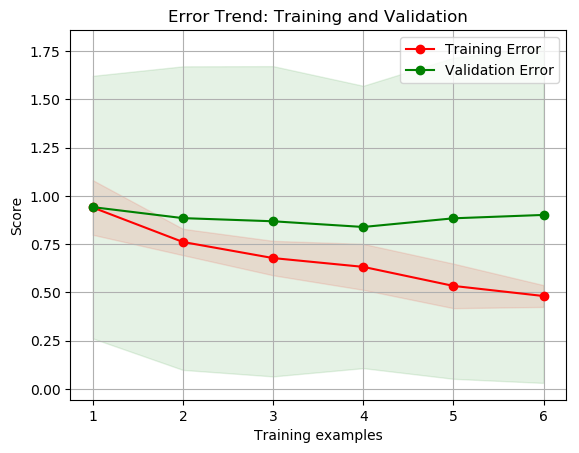 Error Trend: Training and Validation
Training Error
Validation Error
Score
1.75
1.50
1.25
1.00
0.75
0.50
0.25
0.00
1 2 3 4 5 6
Training examples